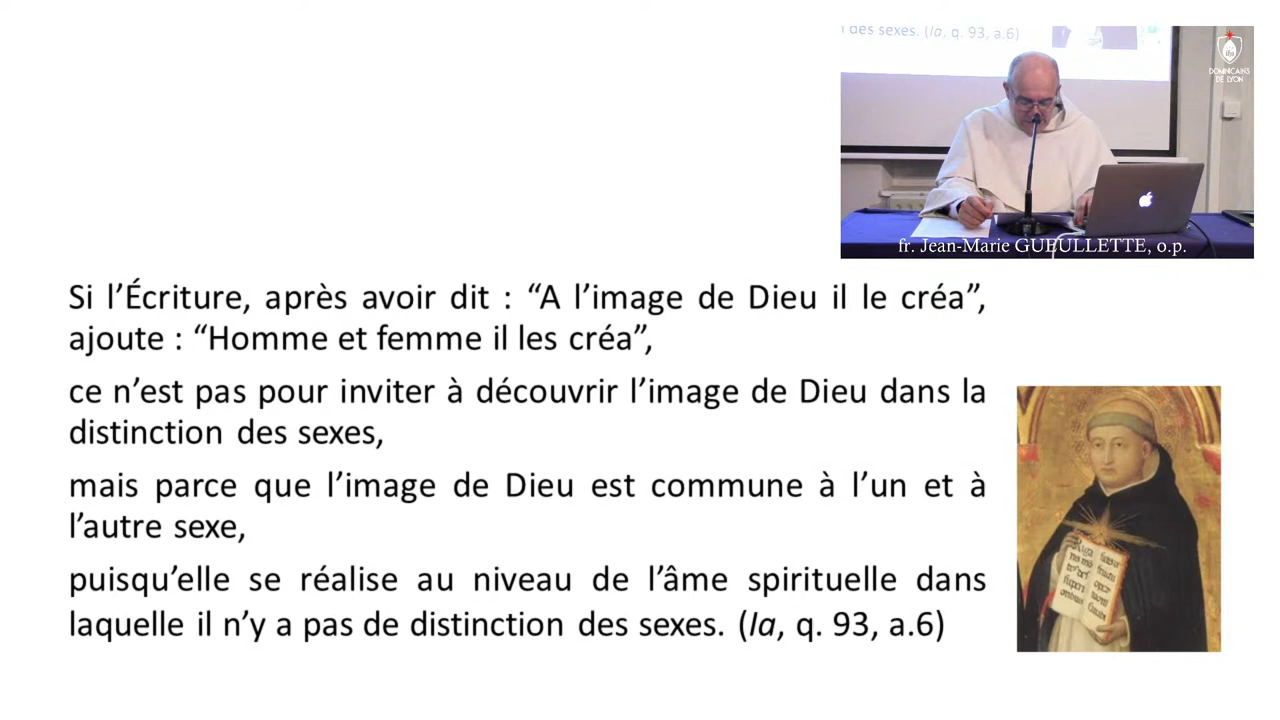 n des sexes. (Ia, q. 93, a.6)
DOMINICAINS
DE LYON
fr. Jean-Marie GUEULLETTE, o.p.
Si l’Écriture, après avoir dit : “A l’image de Dieu il le créa”,
ajoute : “Homme et femme il les créa”,
ce n’est pas pour inviter à découvrir l’image de Dieu dans la
distinction des sexes,
mais parce que l’image de Dieu est commune à l’un et à
l’autre sexe,
puisqu’elle se réalise au niveau de l’âme spirituelle dans
laquelle il n’y a pas de distinction des sexes. (Ia, q. 93, a.6)